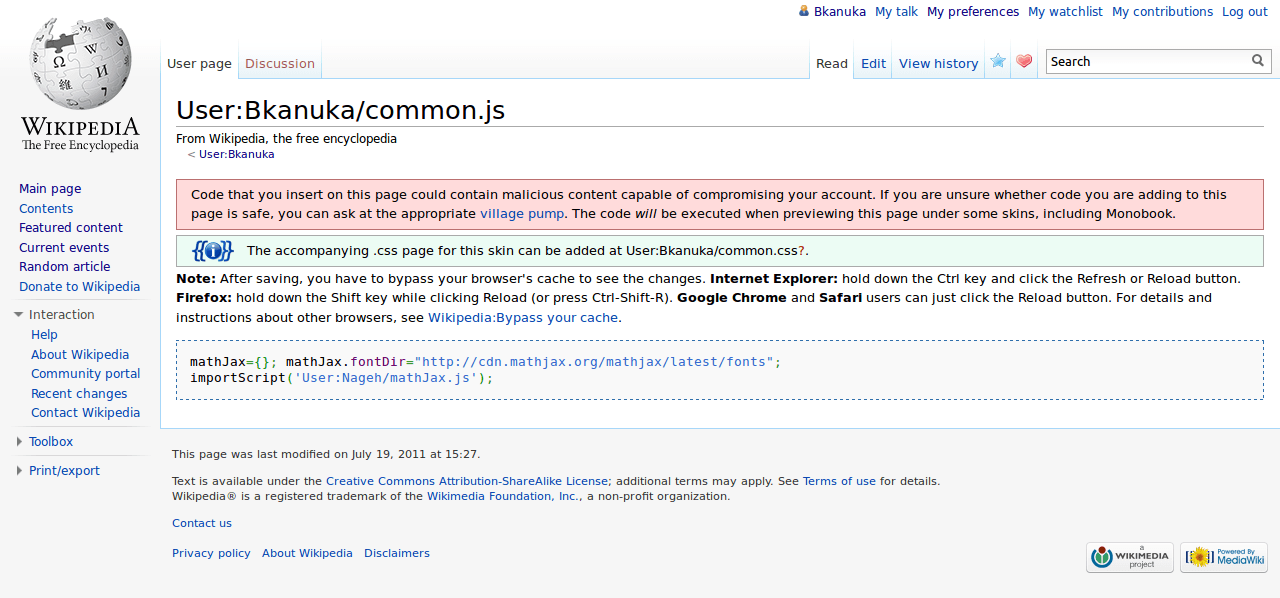 Bkanuka My talk My preferences My watchlist My contributions Log out
User page Discussion Read Edit View history Search
WIKIPEDIA
The Free Encyclopedia
Main page
Contents
Featured content
Current events
Random article
Donate to Wikipedia
Interaction
Help
About Wikipedia
Community portal
Recent changes
Contact Wikipedia
Toolbox
Print/export
User:Bkanuka/common.js
From Wikipedia, the free encyclopedia
< User:Bkanuka
Code that you insert on this page could contain malicious content capable of compromising your account. If you are unsure whether code you are adding to this
page is safe, you can ask at the appropriate village pump. The code will be executed when previewing this page under some skins, including Monobook.
The accompanying .css page for this skin can be added at User:Bkanuka/common.css?.
Note: After saving, you have to bypass your browser's cache to see the changes. Internet Explorer: hold down the Ctrl key and click the Refresh or Reload button.
Firefox: hold down the Shift key while clicking Reload (or press Ctrl-Shift-R). Google Chrome and Safari users can just click the Reload button. For details and
instructions about other browsers, see Wikipedia:Bypass your cache.
mathJax={}; mathJax.fontDir="http://cdn.mathjax.org/mathjax/latest/fonts";
importScript('User:Nageh/mathJax.js');
This page was last modified on July 19, 2011 at 15:27.
Text is available under the Creative Commons Attribution-ShareAlike License; additional terms may apply. See Terms of use for details.
Wikipedia® is a registered trademark of the Wikimedia Foundation, Inc., a non-profit organization.
Contact us
Privacy policy About Wikipedia Disclaimers
a
WIKIMEDIA
project
Powered By
MediaWiki